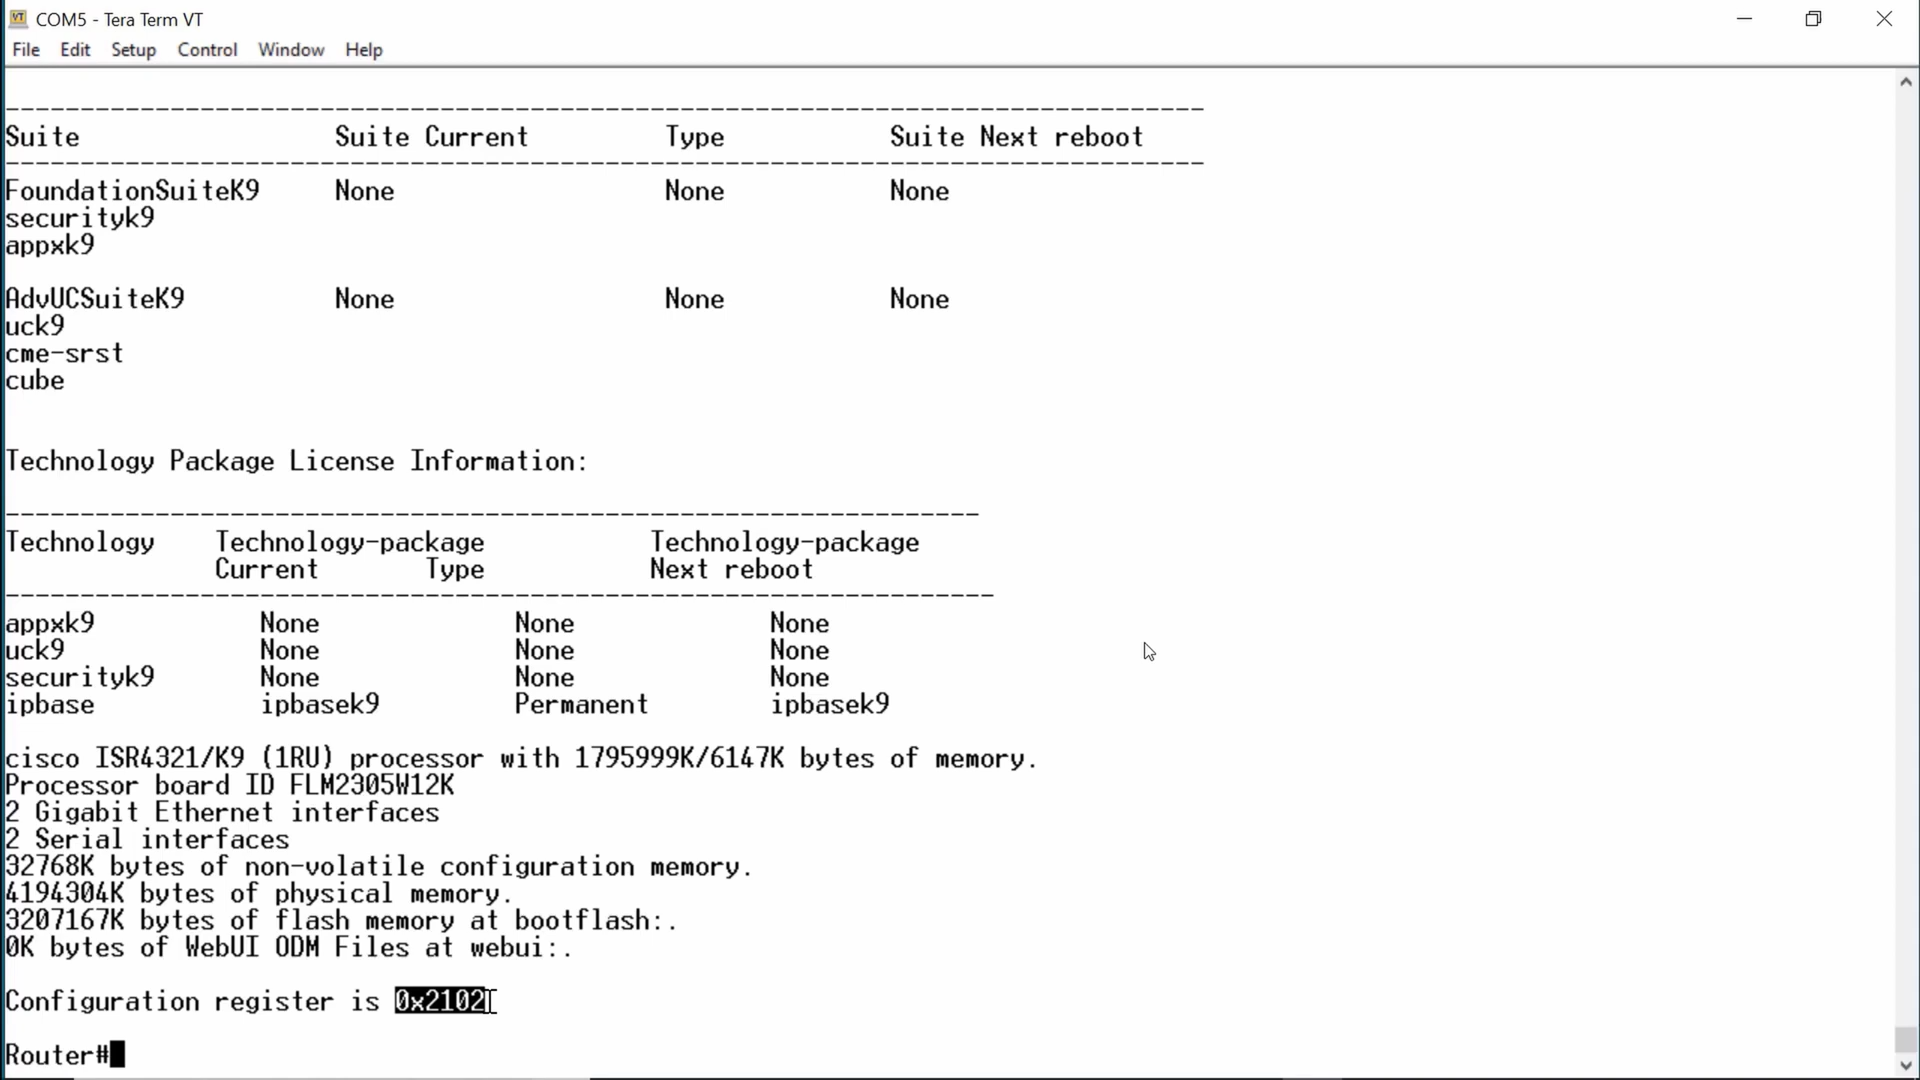 COM5 - Tera Term VT
File Edit Setup Control Window Help
--------------------------------------------------------------------------------
Suite                 Suite Current         Type           Suite Next reboot
--------------------------------------------------------------------------------
FoundationSuiteK9     None                  None           None
securityk9
appxk9
AdvUCSuiteK9          None                  None           None
uck9
cme-srst
cube
Technology Package License Information:
-----------------------------------------------------------------
Technology    Technology-package           Technology-package
              Current       Type           Next reboot
------------------------------------------------------------------
appxk9           None             None             None
uck9             None             None             None
securityk9       None             None             None
ipbase           ipbasek9         Permanent        ipbasek9
cisco ISR4321/K9 (1RU) processor with 1795999K/6147K bytes of memory.
Processor board ID FLM2305W12K
2 Gigabit Ethernet interfaces
2 Serial interfaces
32768K bytes of non-volatile configuration memory.
4194304K bytes of physical memory.
3207167K bytes of flash memory at bootflash:.
0K bytes of WebUI ODM Files at webui:.
Configuration register is 0x2102
Router#